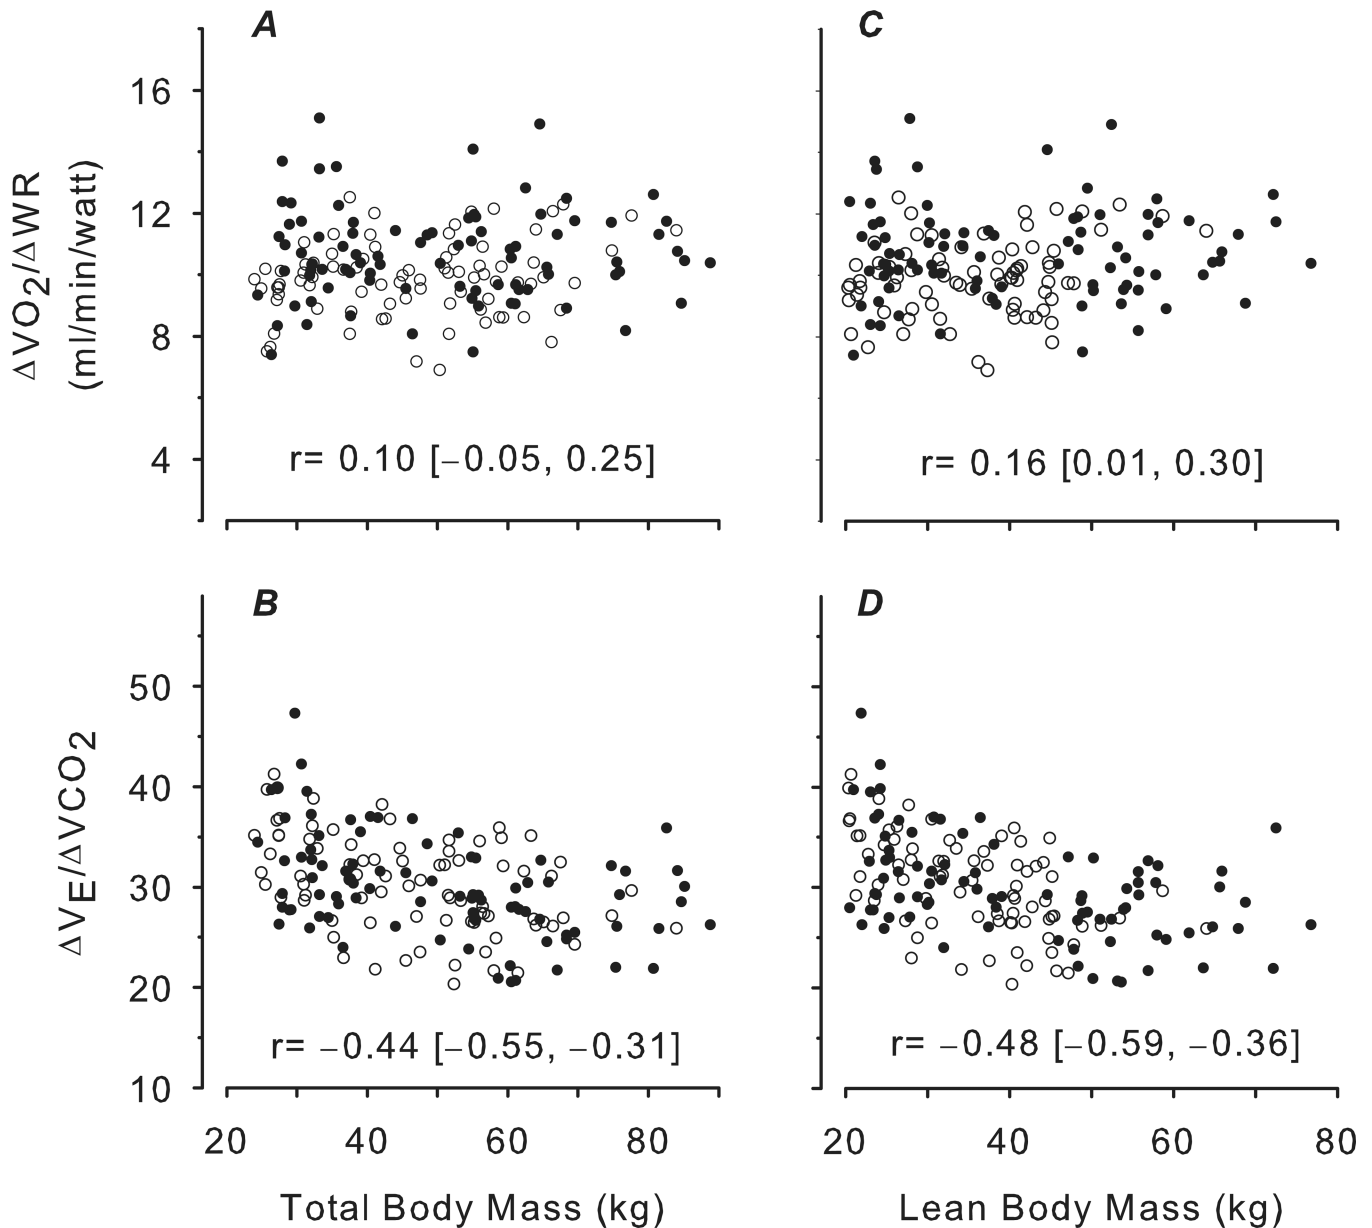 A
C
ΔVO2/ΔWR
(ml/min/watt)
16
12
8
4
r= 0.10 [−0.05, 0.25]
r= 0.16 [0.01, 0.30]
B
D
ΔVE/ΔVCO2
50
40
30
20
10
r= −0.44 [−0.55, −0.31]
r= −0.48 [−0.59, −0.36]
20 40 60 80
20 40 60 80
Total Body Mass (kg)
Lean Body Mass (kg)